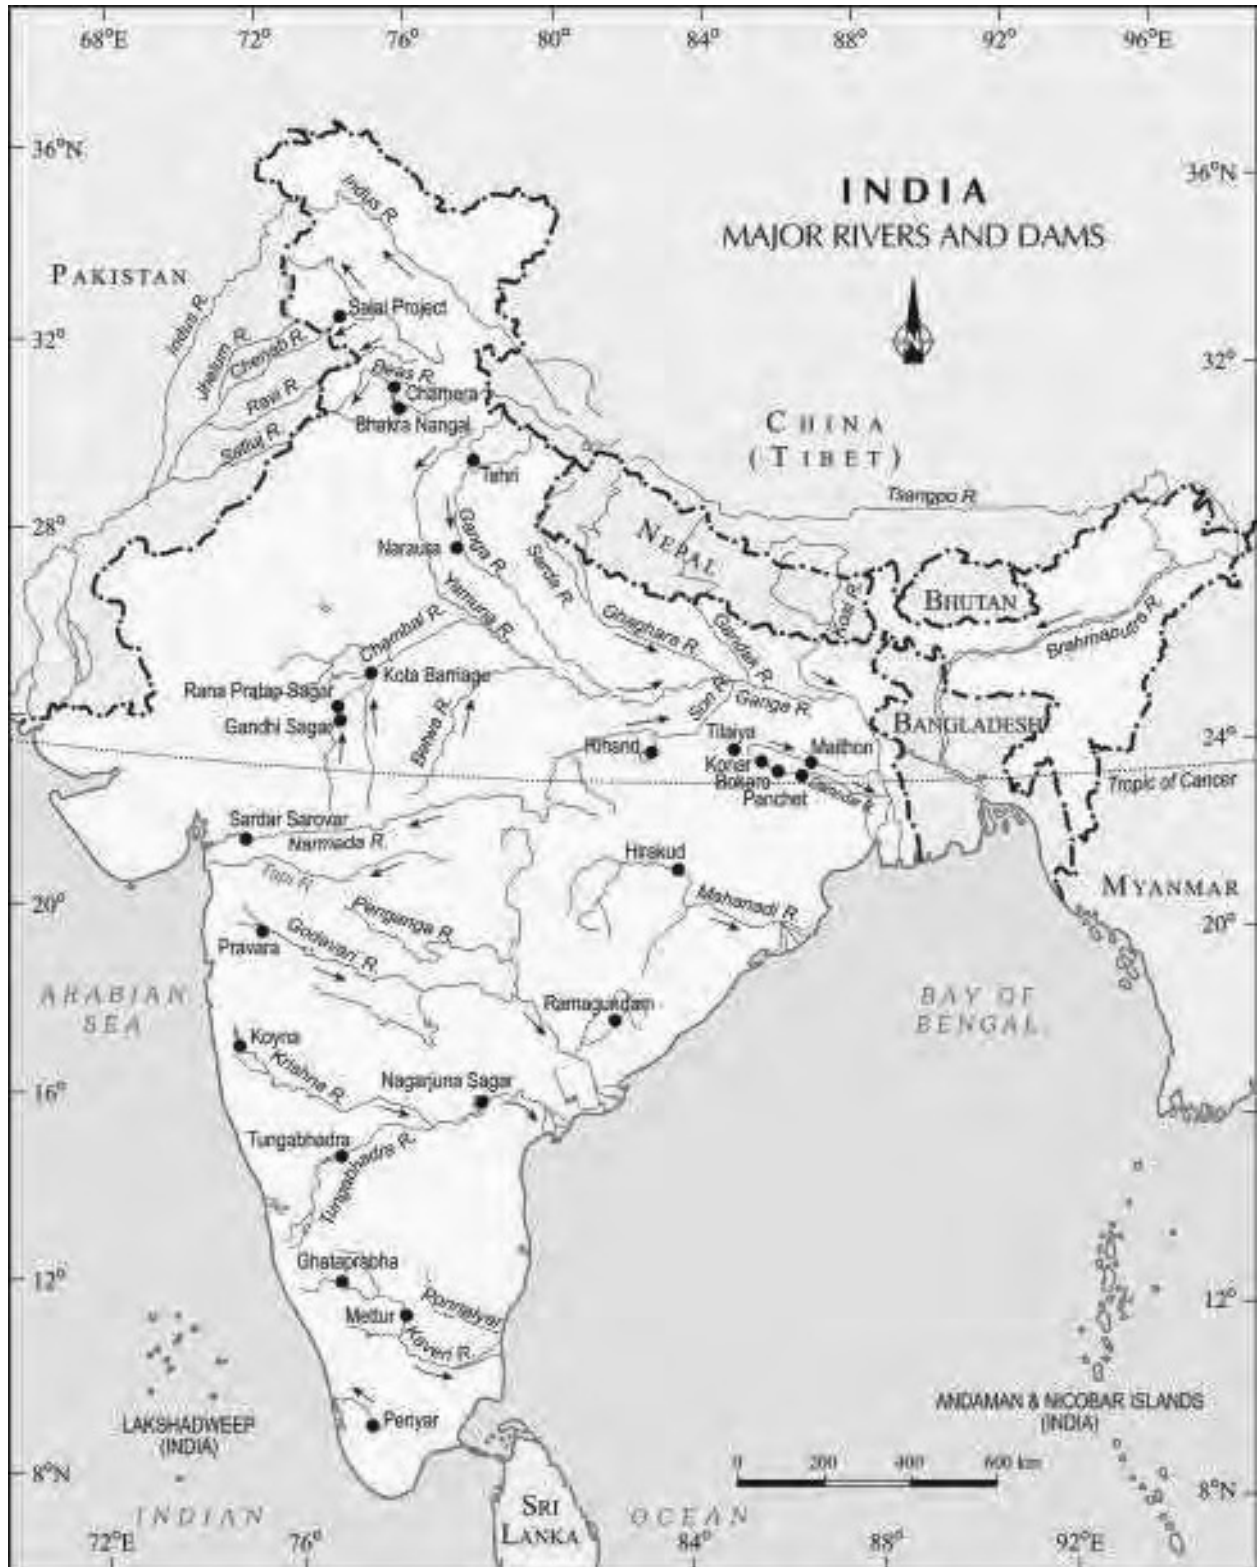 68°E 72° 76° 80° 84° 88° 92° 96°E
36°N
36°N
INDIA
MAJOR RIVERS AND DAMS
Indus R.
PAKISTAN
Indus R.
Salal Project
N
32°
32°
Jhelum R.
Chenab R.
Beas R.
Chamera
Ravi R.
Bhakra Nangal
Satluj R.
CHINA
(TIBET)
Tehri
Tsangpo R
28°
28°
Ganga R.
NEPAL
Narausa
Sarda R.
Yamuna R.
BHUTAN
Kosi R.
Ghaghara R.
Gandak R.
Brahmaputra R.
Chambal R.
Kota Barriage
Rana Pratap Sagar
Son R.
Ganga R.
Gandhi Sagar
Betwa R.
BANGLADESH
Tilaiya
Rihand
Maithon
24°
Koner
Bokaro
Panchet
Damodar R.
Tropic of Cancer
Sardar Sarovar
Narmada R.
Tapi R
Hirakud
MYANMAR
20°
20°
Penganga R.
Mahanadi R.
Godavari R.
Pravara
ARABIAN
SEA
BAY OF
BENGAL
Ramagundam
Koyna
Krishna R.
Nagarjuna Sagar
16°
16°
Tungabhadra
Tungabhadra R.
Ghataprabha
12°
12°
Ponnaiyar
Mettur
Kaveri R.
ANDAMAN & NICOBAR ISLANDS
(INDIA)
LAKSHADWEEP
(INDIA)
Periyar
0 200 400 600 km
8°N
8°N
INDIAN
OCEAN
SRI
LANKA
72°E 76° 84° 88° 92°E